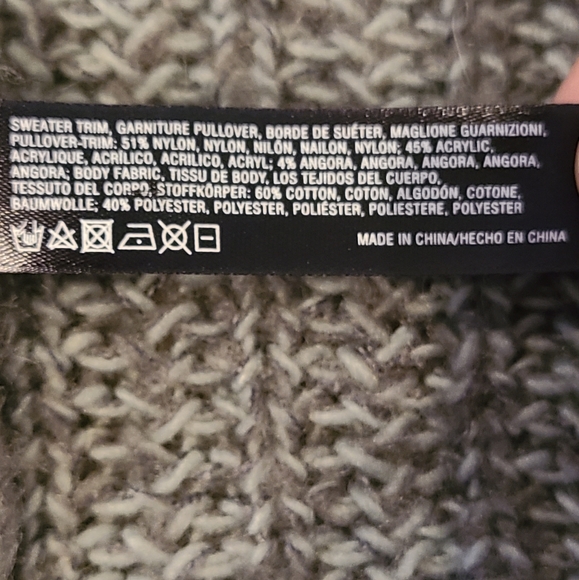 SWEATER TRIM, GARNITURE PULLOVER, BORDE DE SUÉTER, MAGLIONE GUARNIZIONI,
PULLOVER-TRIM: 51% NYLON, NYLON, NILÓN, NAILON, NYLON; 45% ACRYLIC,
ACRYLIQUE, ACRÍLICO, ACRILICO, ACRYL; 4% ANGORA, ANGORA, ANGORA, ANGORA,
ANGORA; BODY FABRIC, TISSU DE BODY, LOS TEJIDOS DEL CUERPO,
TESSUTO DEL CORPO, STOFFKÖRPER: 60% COTTON, COTON, ALGODÓN, COTONE,
BAUMWOLLE; 40% POLYESTER, POLYESTER, POLIÉSTER, POLIESTERE, POLYESTER
MADE IN CHINA/HECHO EN CHINA